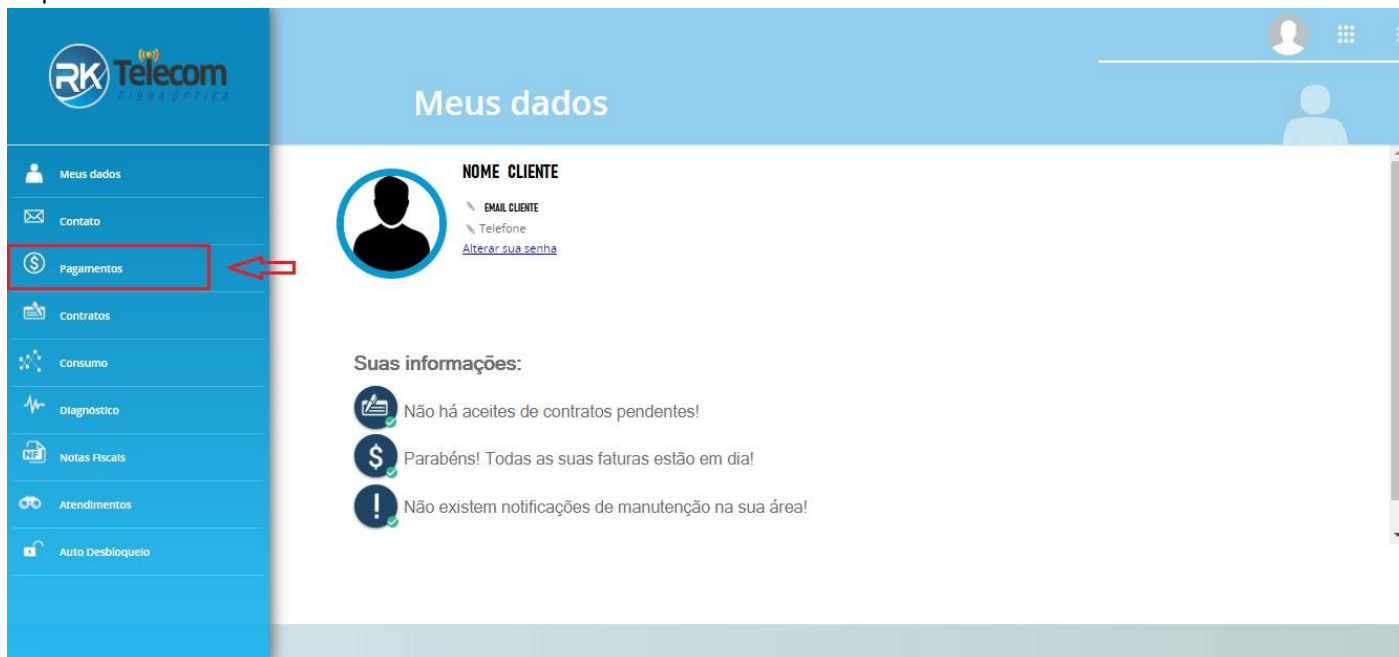 RK Telecom
FIBRA ÓPTICA
Meus dados
Meus dados
Contato
Pagamentos
Contratos
Consumo
Diagnóstico
Notas Fiscais
Atendimentos
Auto Desbloqueio
NOME CLIENTE
EMAIL CLIENTE
Telefone
Alterar sua senha
Suas informações:
Não há aceites de contratos pendentes!
Parabéns! Todas as suas faturas estão em dia!
Não existem notificações de manutenção na sua área!